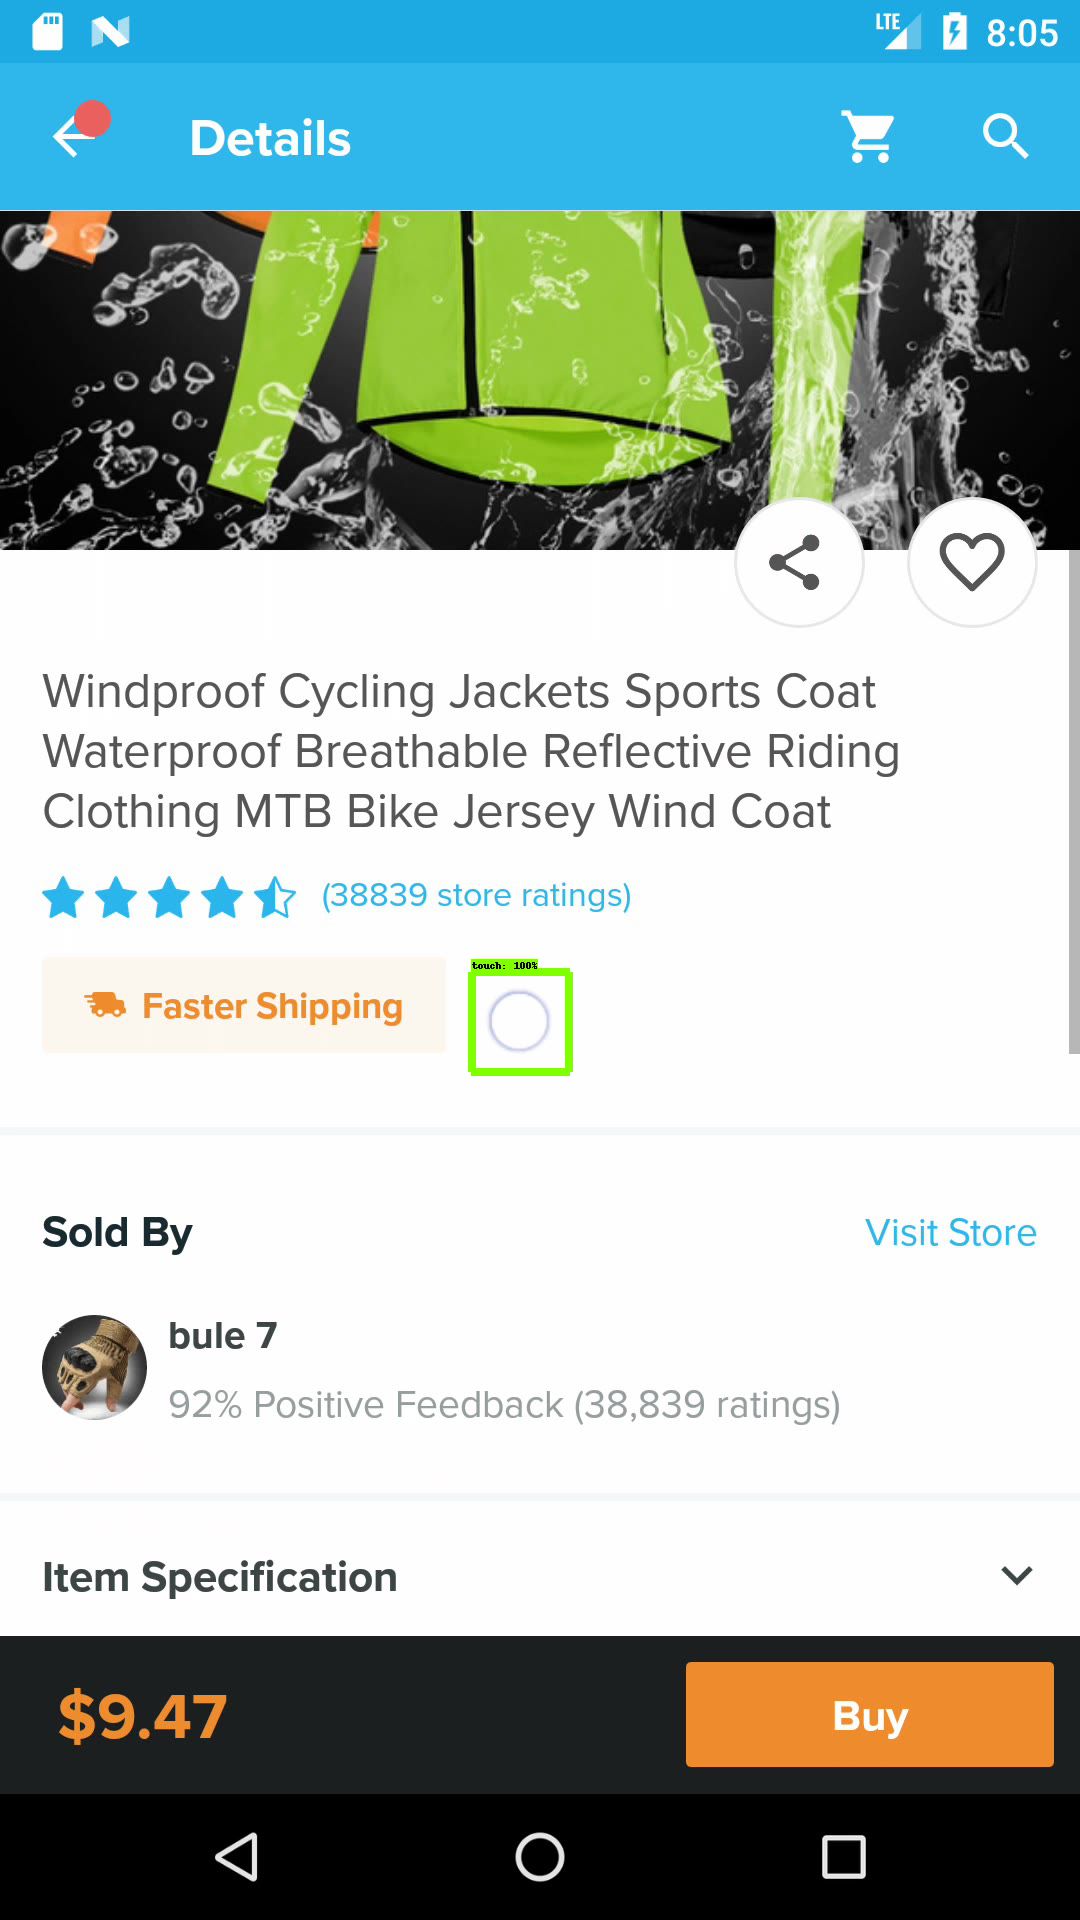 LTE 8:05
Details
Windproof Cycling Jackets Sports Coat
Waterproof Breathable Reflective Riding
Clothing MTB Bike Jersey Wind Coat
(38839 store ratings)
Faster Shipping
touch: 100%
Sold By
Visit Store
bule 7
92% Positive Feedback (38,839 ratings)
Item Specification
$9.47
Buy